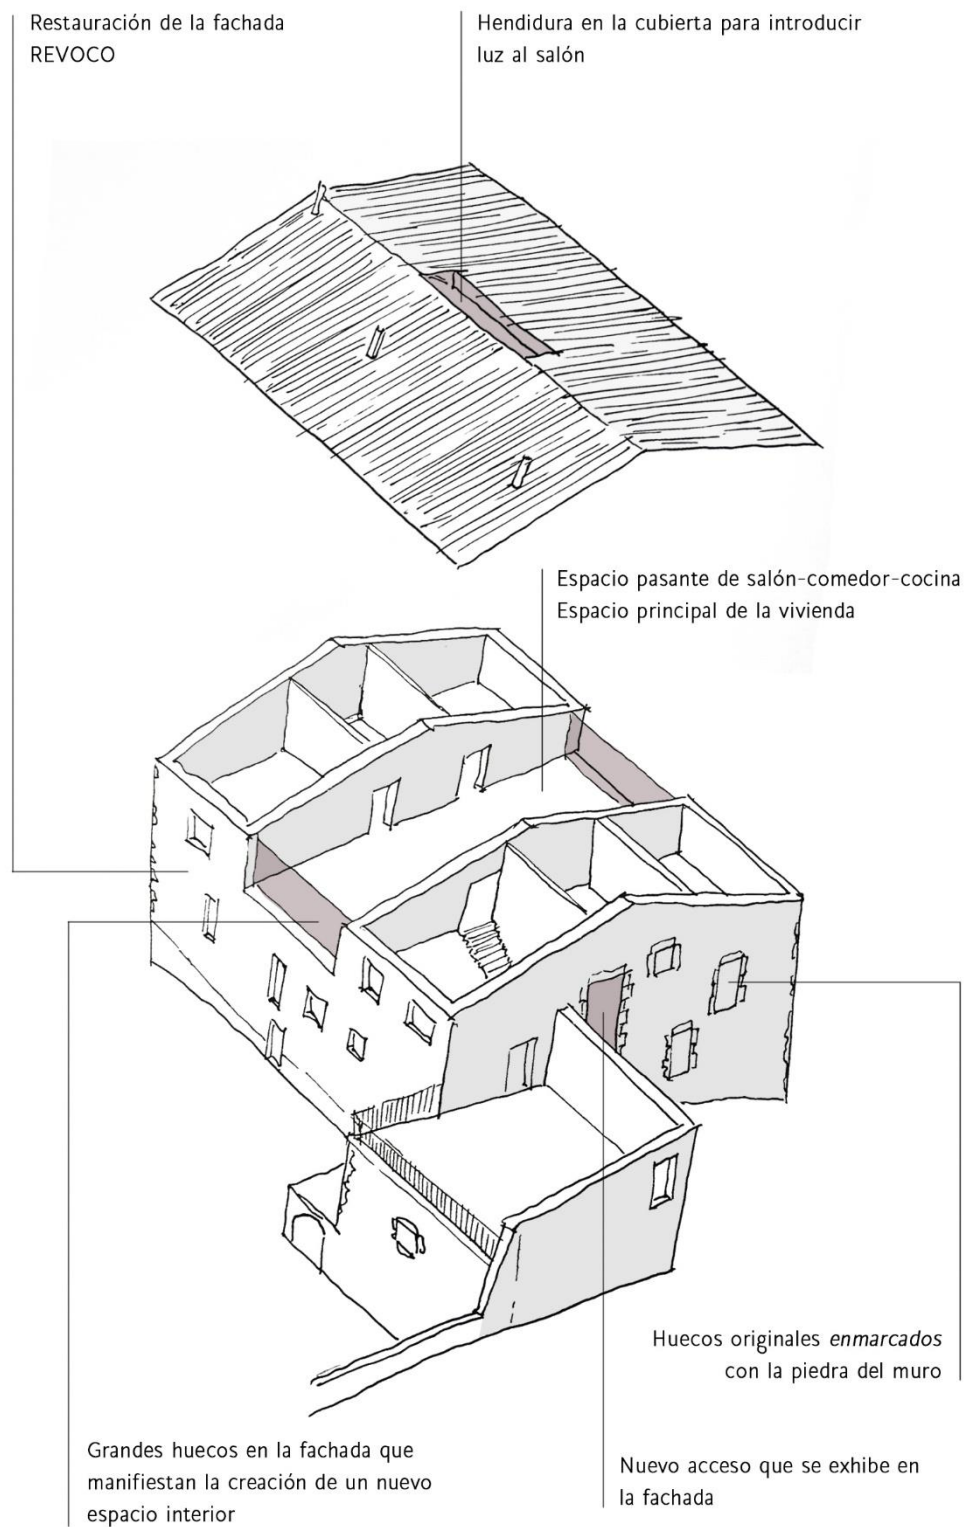 Restauración de la fachada
REVOCO
Hendidura en la cubierta para introducir
luz al salón
Espacio pasante de salón-comedor-cocina
Espacio principal de la vivienda
Huecos originales enmarcados
con la piedra del muro
Grandes huecos en la fachada que
manifiestan la creación de un nuevo
espacio interior
Nuevo acceso que se exhibe en
la fachada